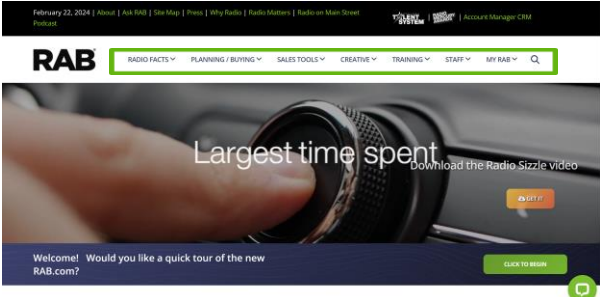 February 22, 2024 | About | Ask RAB | Site Map | Press | Why Radio | Radio Matters | Radio on Main Street
Podcast
TALENT
SYSTEM
| Account Manager CRM
RAB
RADIO FACTS PLANNING / BUYING SALES TOOLS CREATIVE TRAINING STAFF MY RAB
Largest time spent
Download the Radio Sizzle video
GET IT
Welcome! Would you like a quick tour of the new
RAB.com?
CLICK TO BEGIN